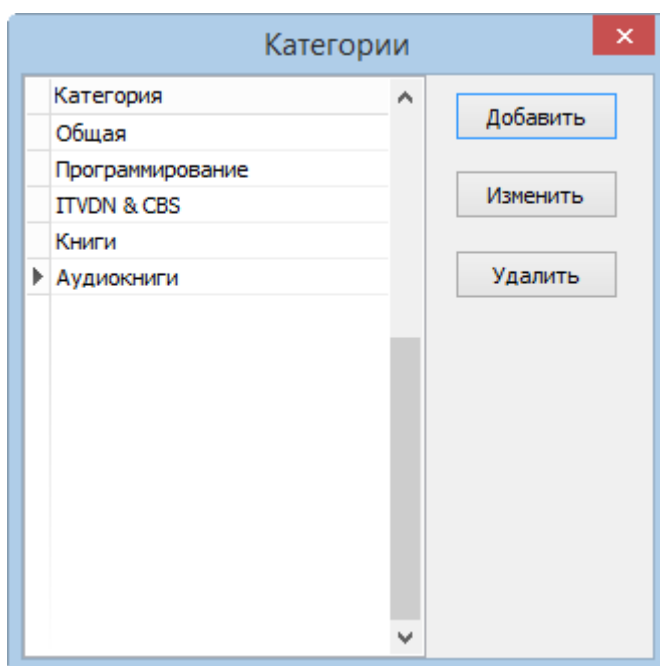 Категории
Категория
Общая
Программирование
ITVDN & CBS
Книги
Аудиокниги
Добавить
Изменить
Удалить